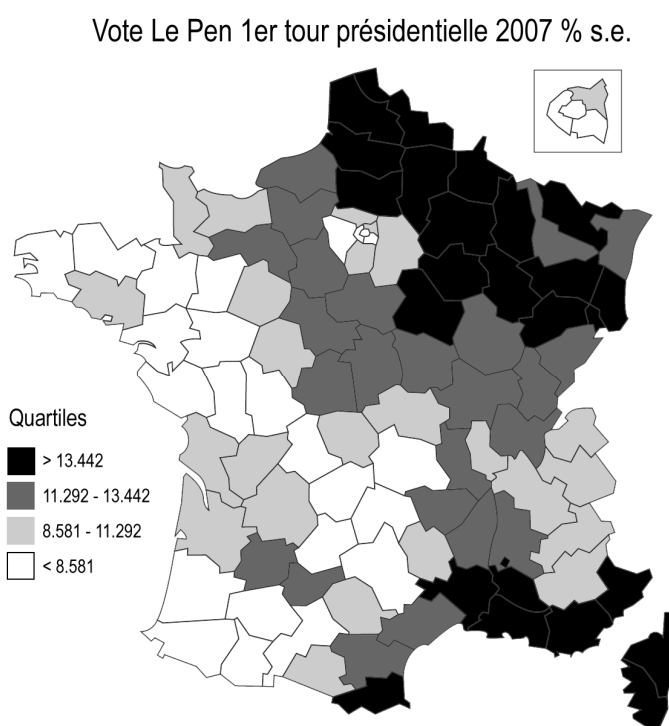 Vote Le Pen 1er tour présidentielle 2007 % s.e.
Quartiles
> 13.442
11.292 - 13.442
8.581 - 11.292
< 8.581